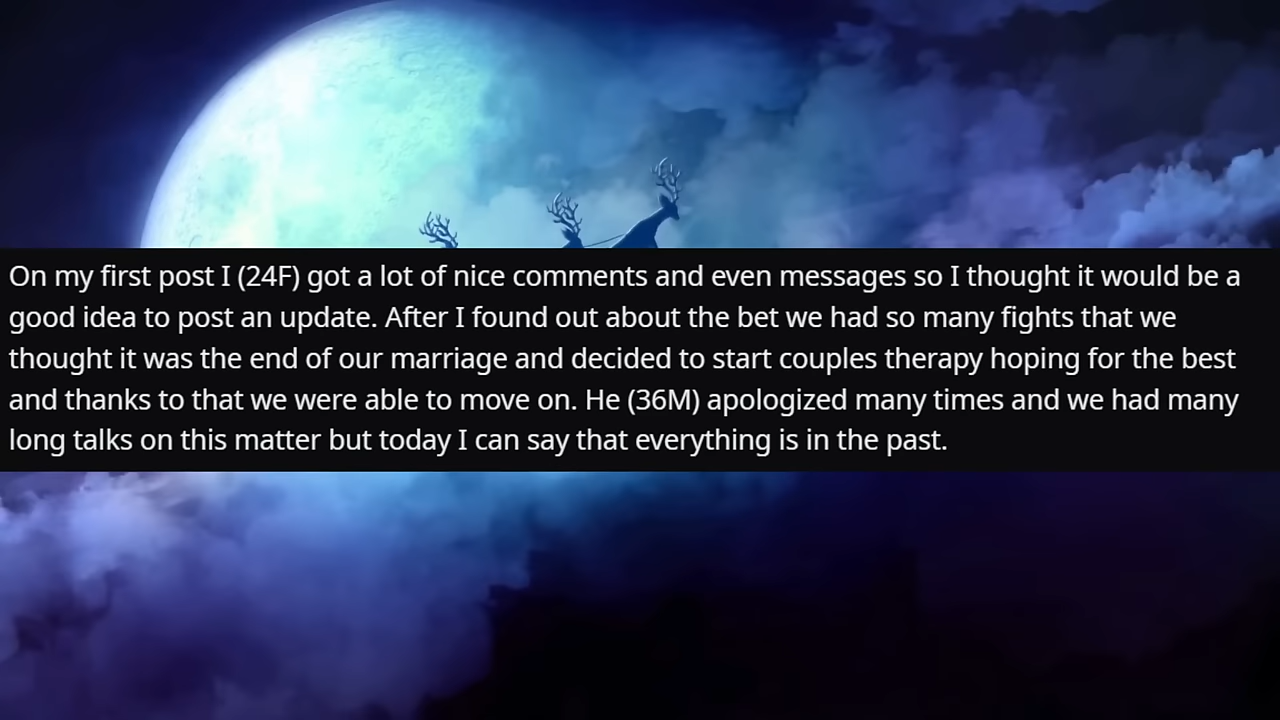 On my first post I (24F) got a lot of nice comments and even messages so I thought it would be a
good idea to post an update. After I found out about the bet we had so many fights that we
thought it was the end of our marriage and decided to start couples therapy hoping for the best
and thanks to that we were able to move on. He (36M) apologized many times and we had many
long talks on this matter but today I can say that everything is in the past.